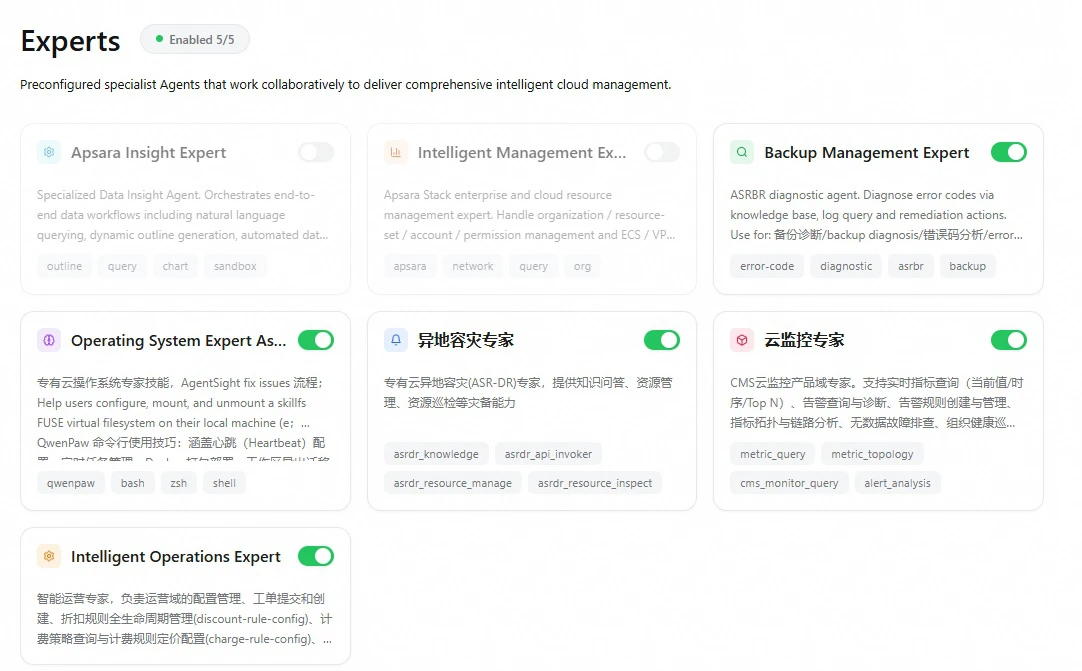 Experts
Enabled 5/5
Preconfigured specialist Agents that work collaboratively to deliver comprehensive intelligent cloud management.
Apsara Insight Expert
Specialized Data Insight Agent. Orchestrates end-to-
end data workflows including natural language
querying, dynamic outline generation, automated dat...
outline
query
chart
sandbox
Intelligent Management Ex...
Apsara Stack enterprise and cloud resource
management expert. Handle organization / resource-
set / account / permission management and ECS / VP...
apsara
network
query
org
Backup Management Expert
ASRBR diagnostic agent. Diagnose error codes via
knowledge base, log query and remediation actions.
Use for: 备份诊断/backup diagnosis/错误码分析/error...
error-code
diagnostic
asrbr
backup
Operating System Expert As...
专有云操作系统专家技能，AgentSight fix issues 流程；
Help users configure, mount, and unmount a skillfs
FUSE virtual filesystem on their local machine (e；...
QwenPaw 命令行使用技巧：涵盖心跳（Heartbeat）配
qwenpaw
bash
zsh
shell
异地容灾专家
专有云异地容灾(ASR-DR)专家，提供知识问答、资源管
理、资源巡检等灾备能力
asrdr_knowledge
asrdr_api_invoker
asrdr_resource_manage
asrdr_resource_inspect
云监控专家
CMS云监控产品域专家。支持实时指标查询（当前值/时
序/Top N）、告警查询与诊断、告警规则创建与管理、
指标拓扑与链路分析、无数据故障排查、组织健康巡...
metric_query
metric_topology
cms_monitor_query
alert_analysis
Intelligent Operations Expert
智能运营专家，负责运营域的配置管理、工单提交和创
建、折扣规则全生命周期管理(discount-rule-config)、计
费策略查询与计费规则定价配置(charge-rule-config)、...